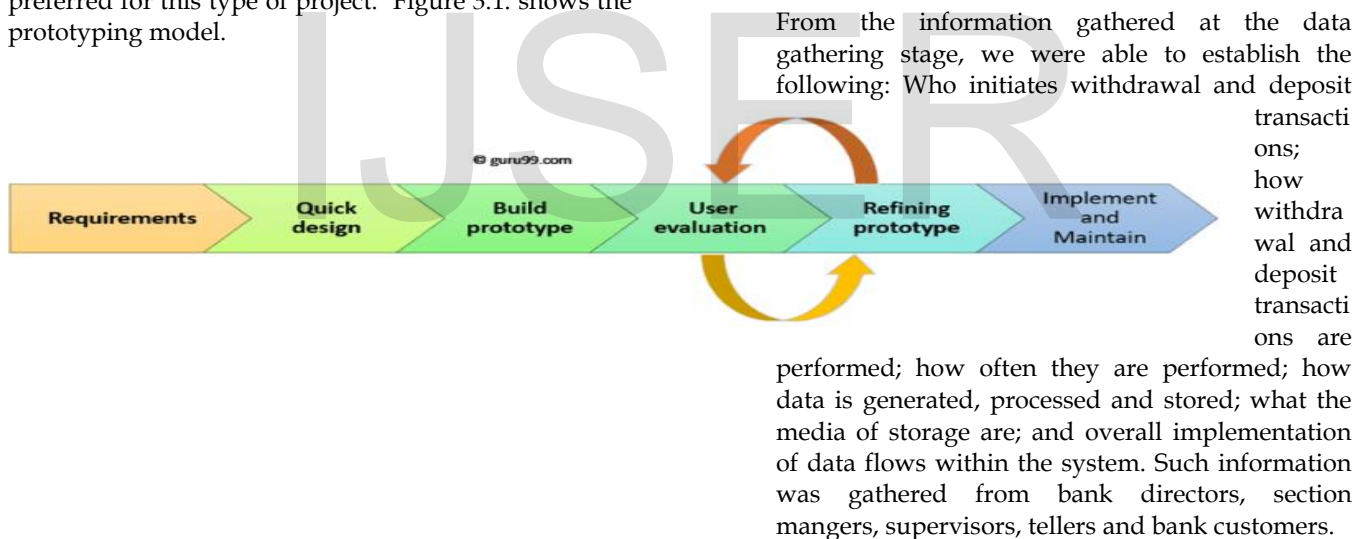 preferred for this type of project. Figure 3.1. shows the
prototyping model.
IJSER
© guru99.com
Requirements
Quick
design
Build
prototype
User
evaluation
Refining
prototype
Implement
and
Maintain
From the information gathered at the data
gathering stage, we were able to establish the
following: Who initiates withdrawal and deposit
transacti
ons;
how
withdra
wal and
deposit
transacti
ons are
performed; how often they are performed; how
data is generated, processed and stored; what the
media of storage are; and overall implementation
of data flows within the system. Such information
was gathered from bank directors, section
mangers, supervisors, tellers and bank customers.